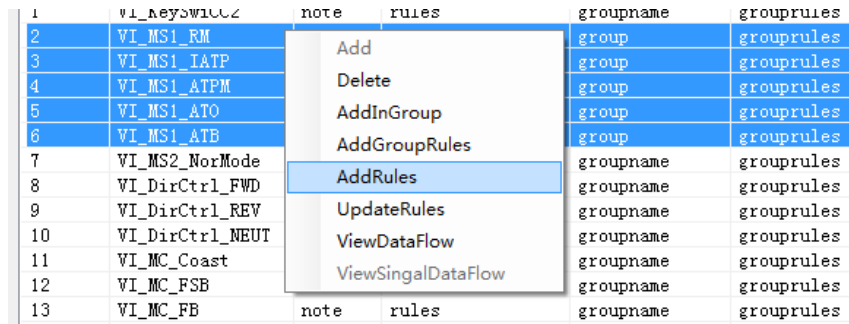 1 VI_KeySwiCC2 note rules groupname grouprules
2 VI_MS1_RM group grouprules
3 VI_MS1_IATP group grouprules
4 VI_MS1_ATPM group grouprules
5 VI_MS1_ATO group grouprules
6 VI_MS1_ATB group grouprules
7 VI_MS2_NorMode groupname grouprules
8 VI_DirCtrl_FWD groupname grouprules
9 VI_DirCtrl_REV groupname grouprules
10 VI_DirCtrl_NEUT groupname grouprules
11 VI_MC_Coast groupname grouprules
12 VI_MC_FSB groupname grouprules
13 VI_MC_FB note rules groupname grouprules
Add
Delete
AddInGroup
AddGroupRules
AddRules
UpdateRules
ViewDataFlow
ViewSingalDataFlow